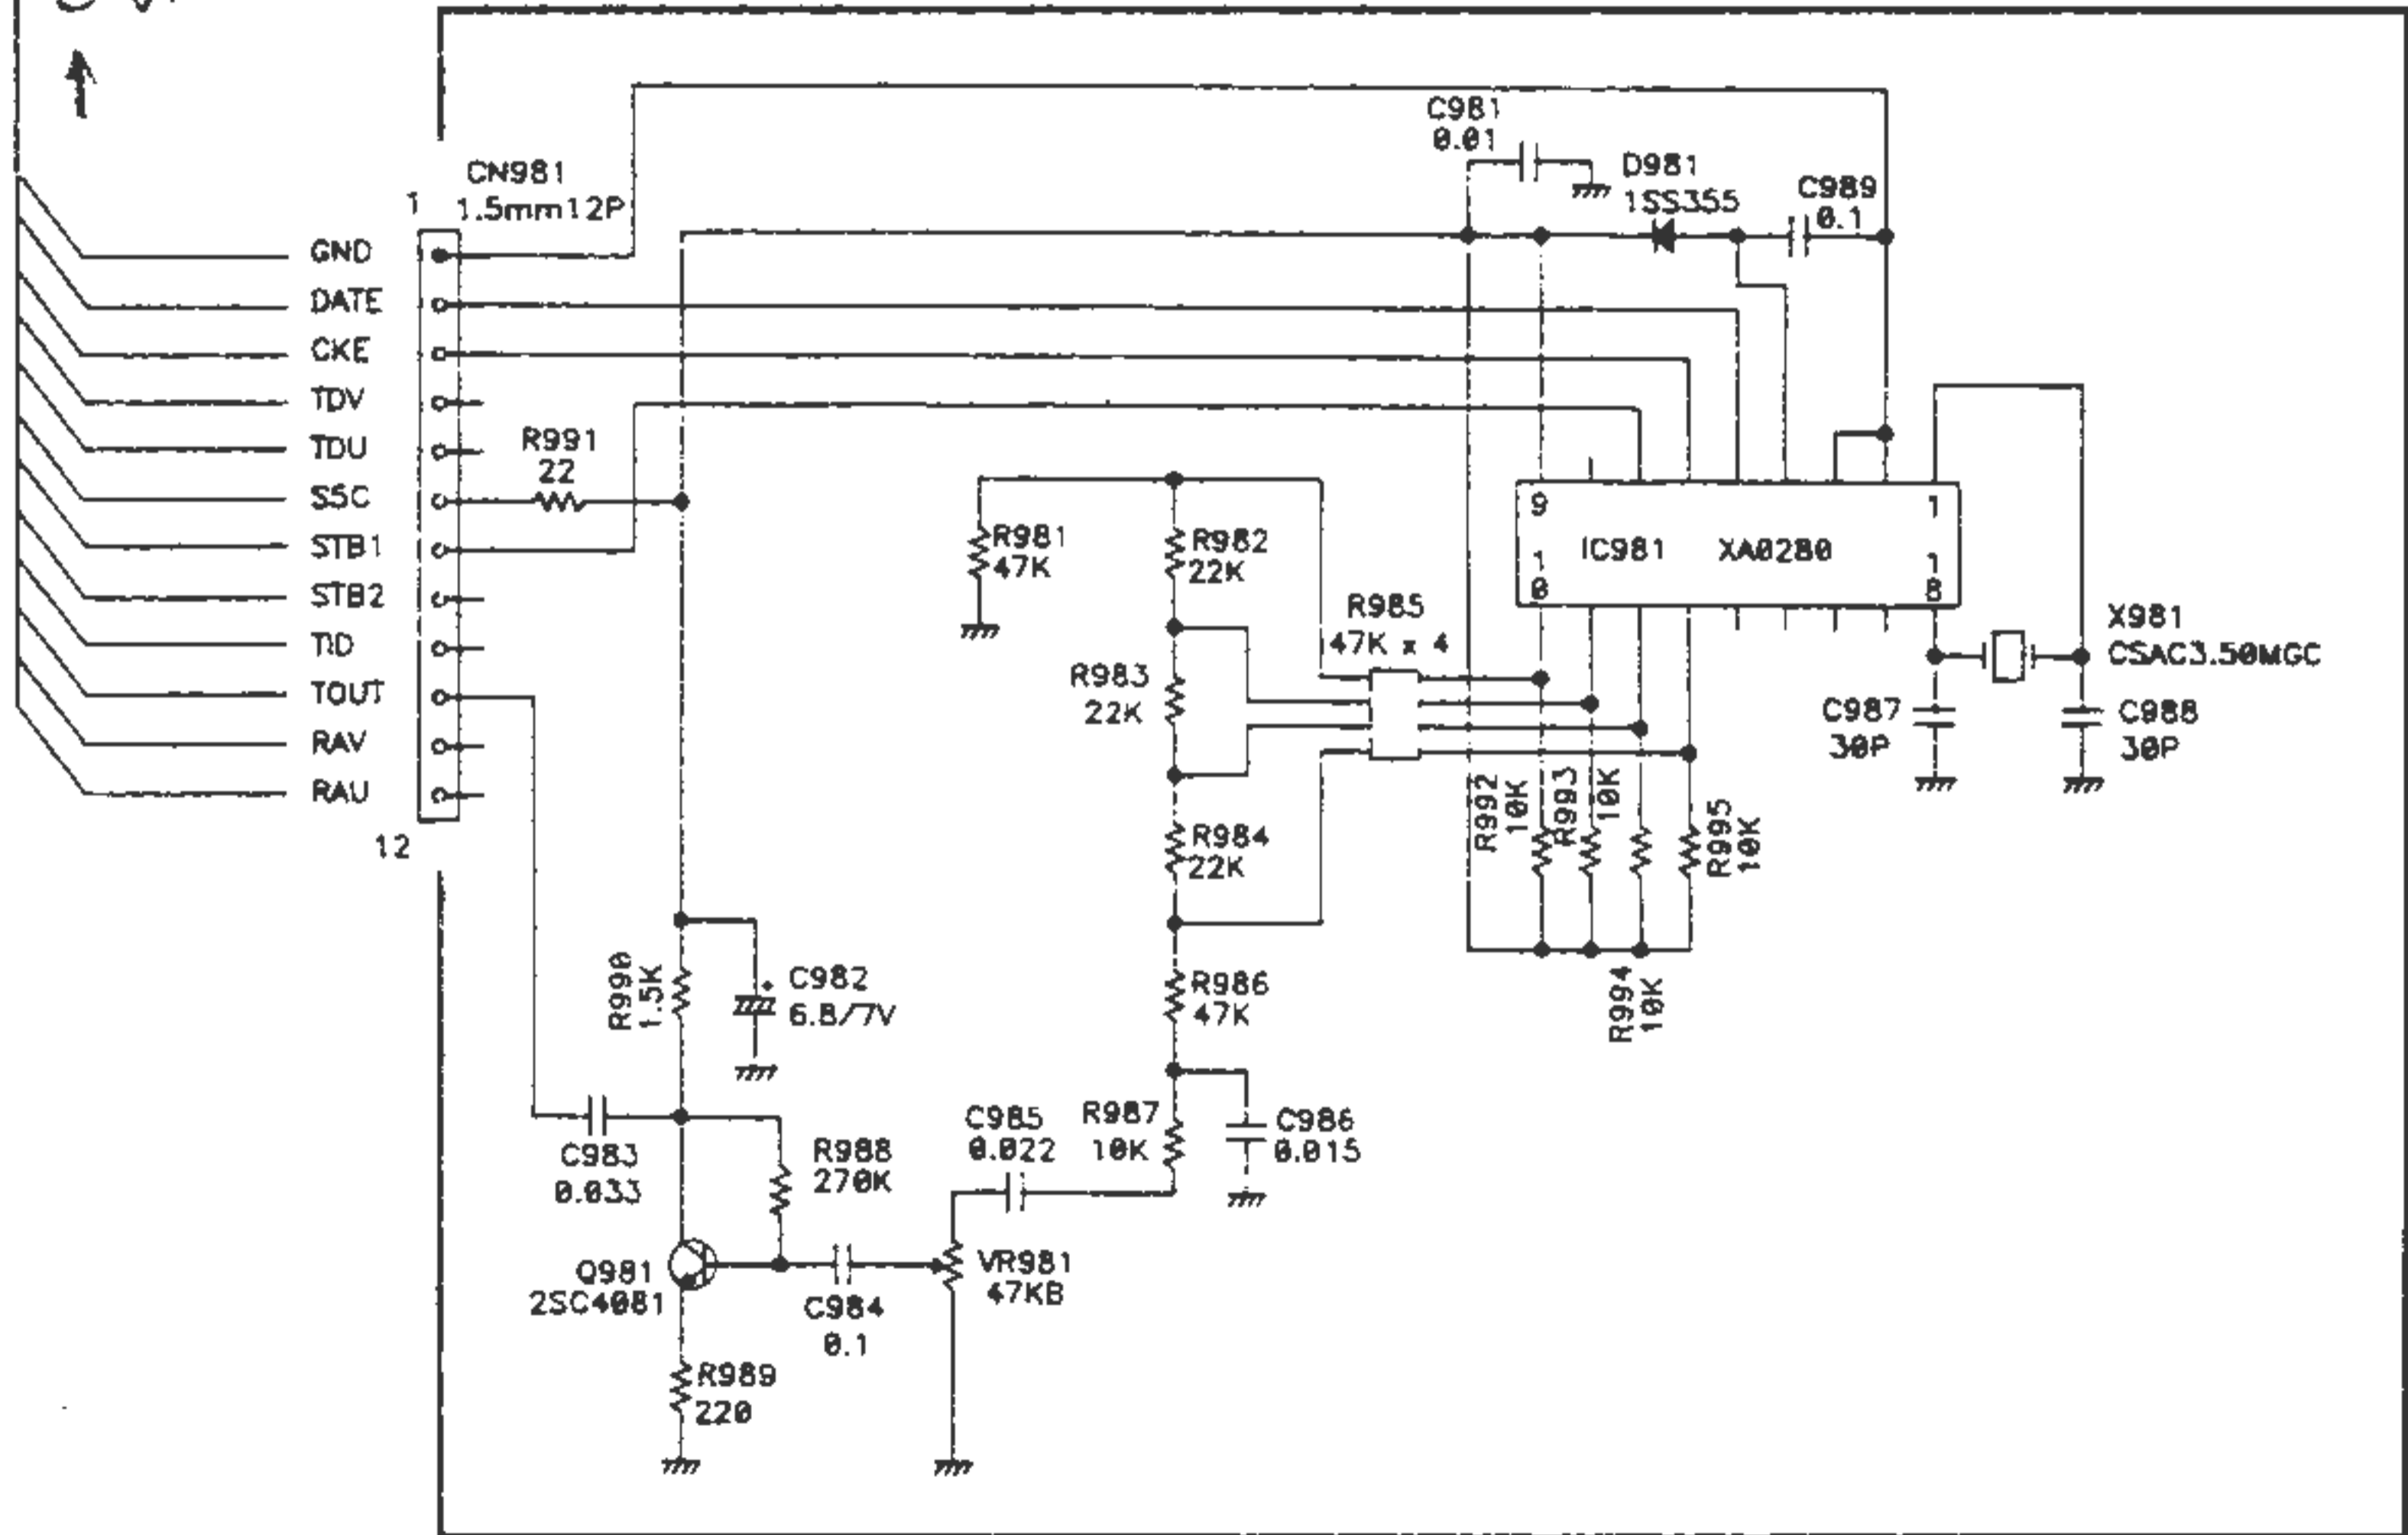 C981
0.01
D981
1SS355
C989
0.1
CN981
1.5mm12P
1
GND
DATE
CKE
TDV
TDU
S5C
STB1
STB2
TID
TOUT
RAV
RAU
12
R991
22
R981
47K
R982
22K
R983
22K
R984
22K
R985
47K x 4
9
1
0
IC981 XA0280
1
1
8
X981
CSAC3.50MGC
C987
30P
C988
30P
R992
10K
R993
10K
R994
10K
R995
10K
R990
1.5K
C982
6.8/7V
R986
47K
C983
0.033
R988
270K
C985
0.022
R987
10K
C986
0.015
Q981
2SC4081
C984
0.1
VR981
47KB
R989
220